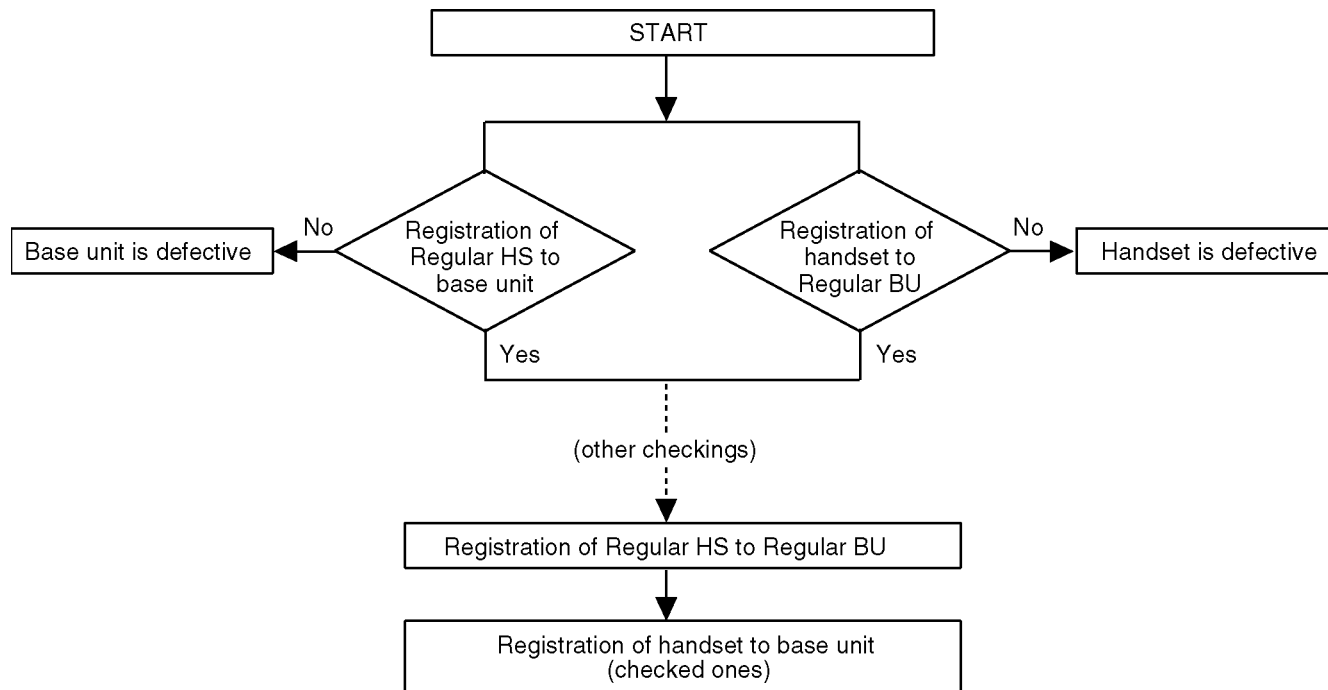 START
No
Registration of
Regular HS to
base unit
Base unit is defective
Yes
Registration of
handset to
Regular BU
No
Handset is defective
Yes
(other checkings)
Registration of Regular HS to Regular BU
Registration of handset to base unit
(checked ones)